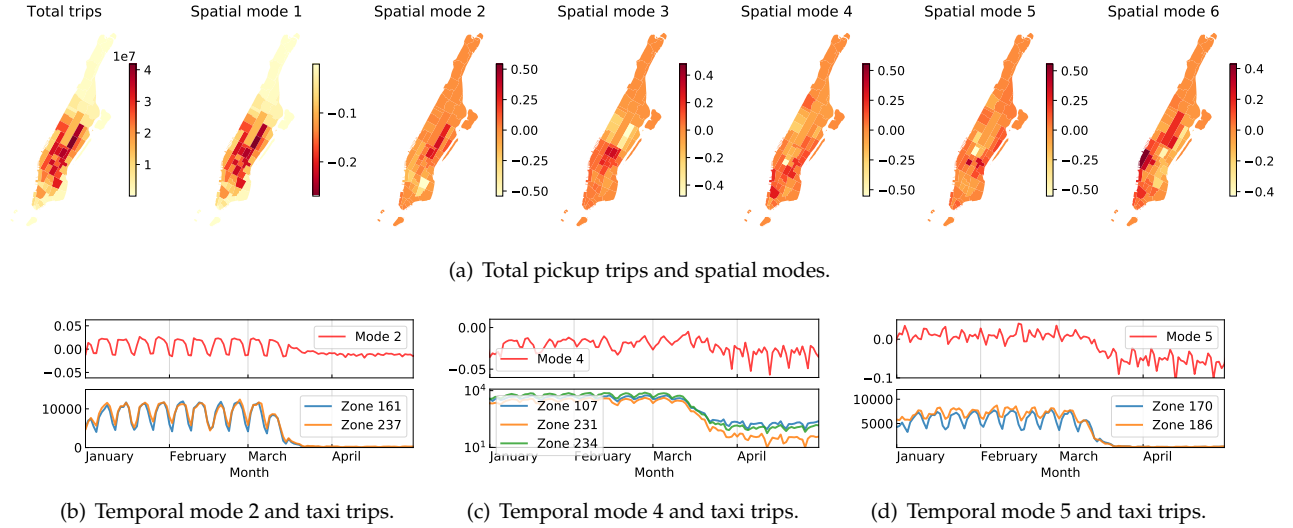 Total trips Spatial mode 1 Spatial mode 2 Spatial mode 3 Spatial mode 4 Spatial mode 5 Spatial mode 6
1e7
4
3
2
1
−0.1
−0.2
0.50
0.25
0.00
−0.25
−0.50
0.4
0.2
0.0
−0.2
−0.4
0.50
0.25
0.00
−0.25
−0.50
0.50
0.25
0.00
−0.25
−0.50
0.4
0.2
0.0
−0.2
−0.4
(a) Total pickup trips and spatial modes.
0.05
0.00
−0.05
Mode 2
10000
0
Zone 161
Zone 237
January February March April
Month
(b) Temporal mode 2 and taxi trips.
0.00
−0.05
Mode 4
10⁴
10¹
Zone 107
Zone 231
Zone 234
January February March April
Month
(c) Temporal mode 4 and taxi trips.
0.0
−0.1
Mode 5
10000
5000
0
Zone 170
Zone 186
January February March April
Month
(d) Temporal mode 5 and taxi trips.